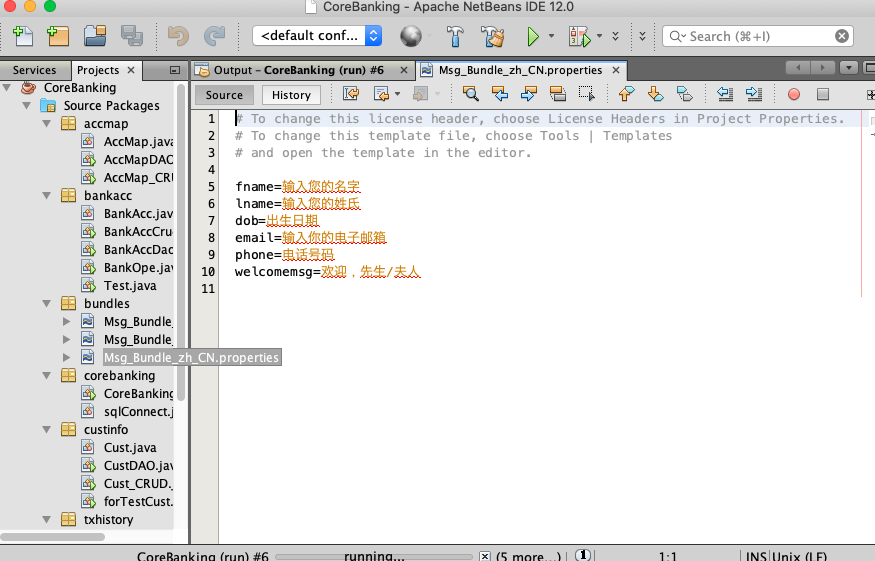 CoreBanking - Apache NetBeans IDE 12.0
<default conf...
Search (⌘+I)
Services
Projects
Output – CoreBanking (run) #6
Msg_Bundle_zh_CN.properties
Source
History
CoreBanking
Source Packages
accmap
AccMap.java
AccMapDAO
AccMap_CRU
bankacc
BankAcc.jav
BankAccCru
BankAccDao
BankOpe.jav
Test.java
bundles
Msg_Bundle_
Msg_Bundle_
Msg_Bundle_zh_CN.properties
corebanking
CoreBanking
sqlConnect.j
custinfo
Cust.java
CustDAO.jav
Cust_CRUD.
forTestCust.
txhistory
1 # To change this license header, choose License Headers in Project Properties.
2 # To change this template file, choose Tools | Templates
3 # and open the template in the editor.
4
5 fname=输入您的名字
6 lname=输入您的姓氏
7 dob=出生日期
8 email=输入你的电子邮箱
9 phone=电话号码
10 welcomemsg=欢迎，先生/夫人
11
CoreBanking (run) #6
running...
(5 more...)
1
1:1
INS
Unix (LF)